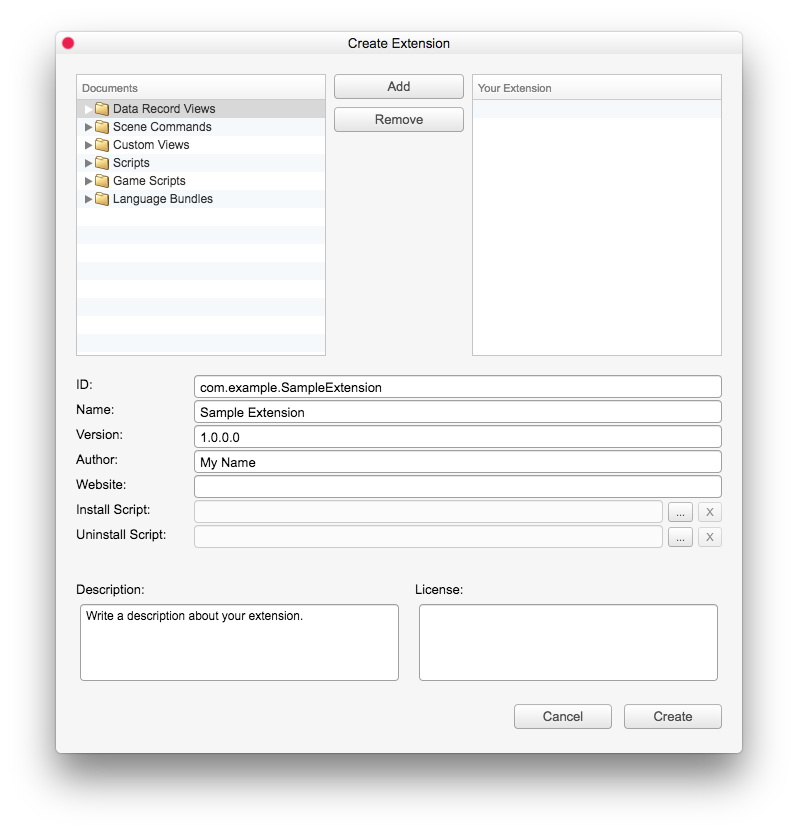 Create Extension
Documents
Data Record Views
Scene Commands
Custom Views
Scripts
Game Scripts
Language Bundles
Add
Remove
Your Extension
ID: com.example.SampleExtension
Name: Sample Extension
Version: 1.0.0.0
Author: My Name
Website:
Install Script: ... X
Uninstall Script: ... X
Description:
Write a description about your extension.
License:
Cancel Create